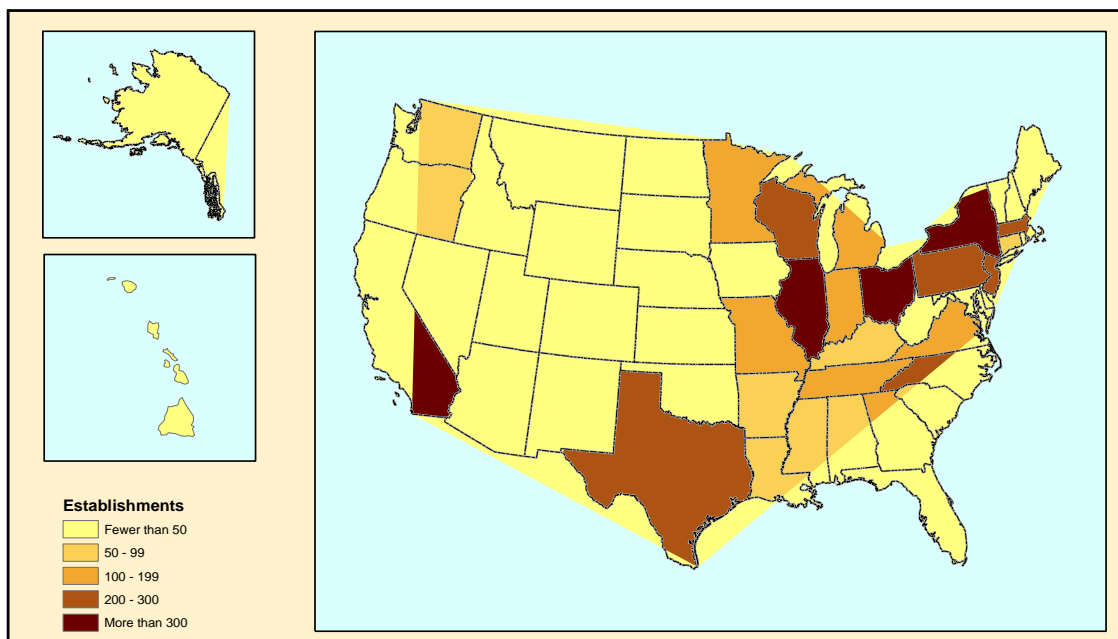 Establishments
Fewer than 50
50 - 99
100 - 199
200 - 300
More than 300